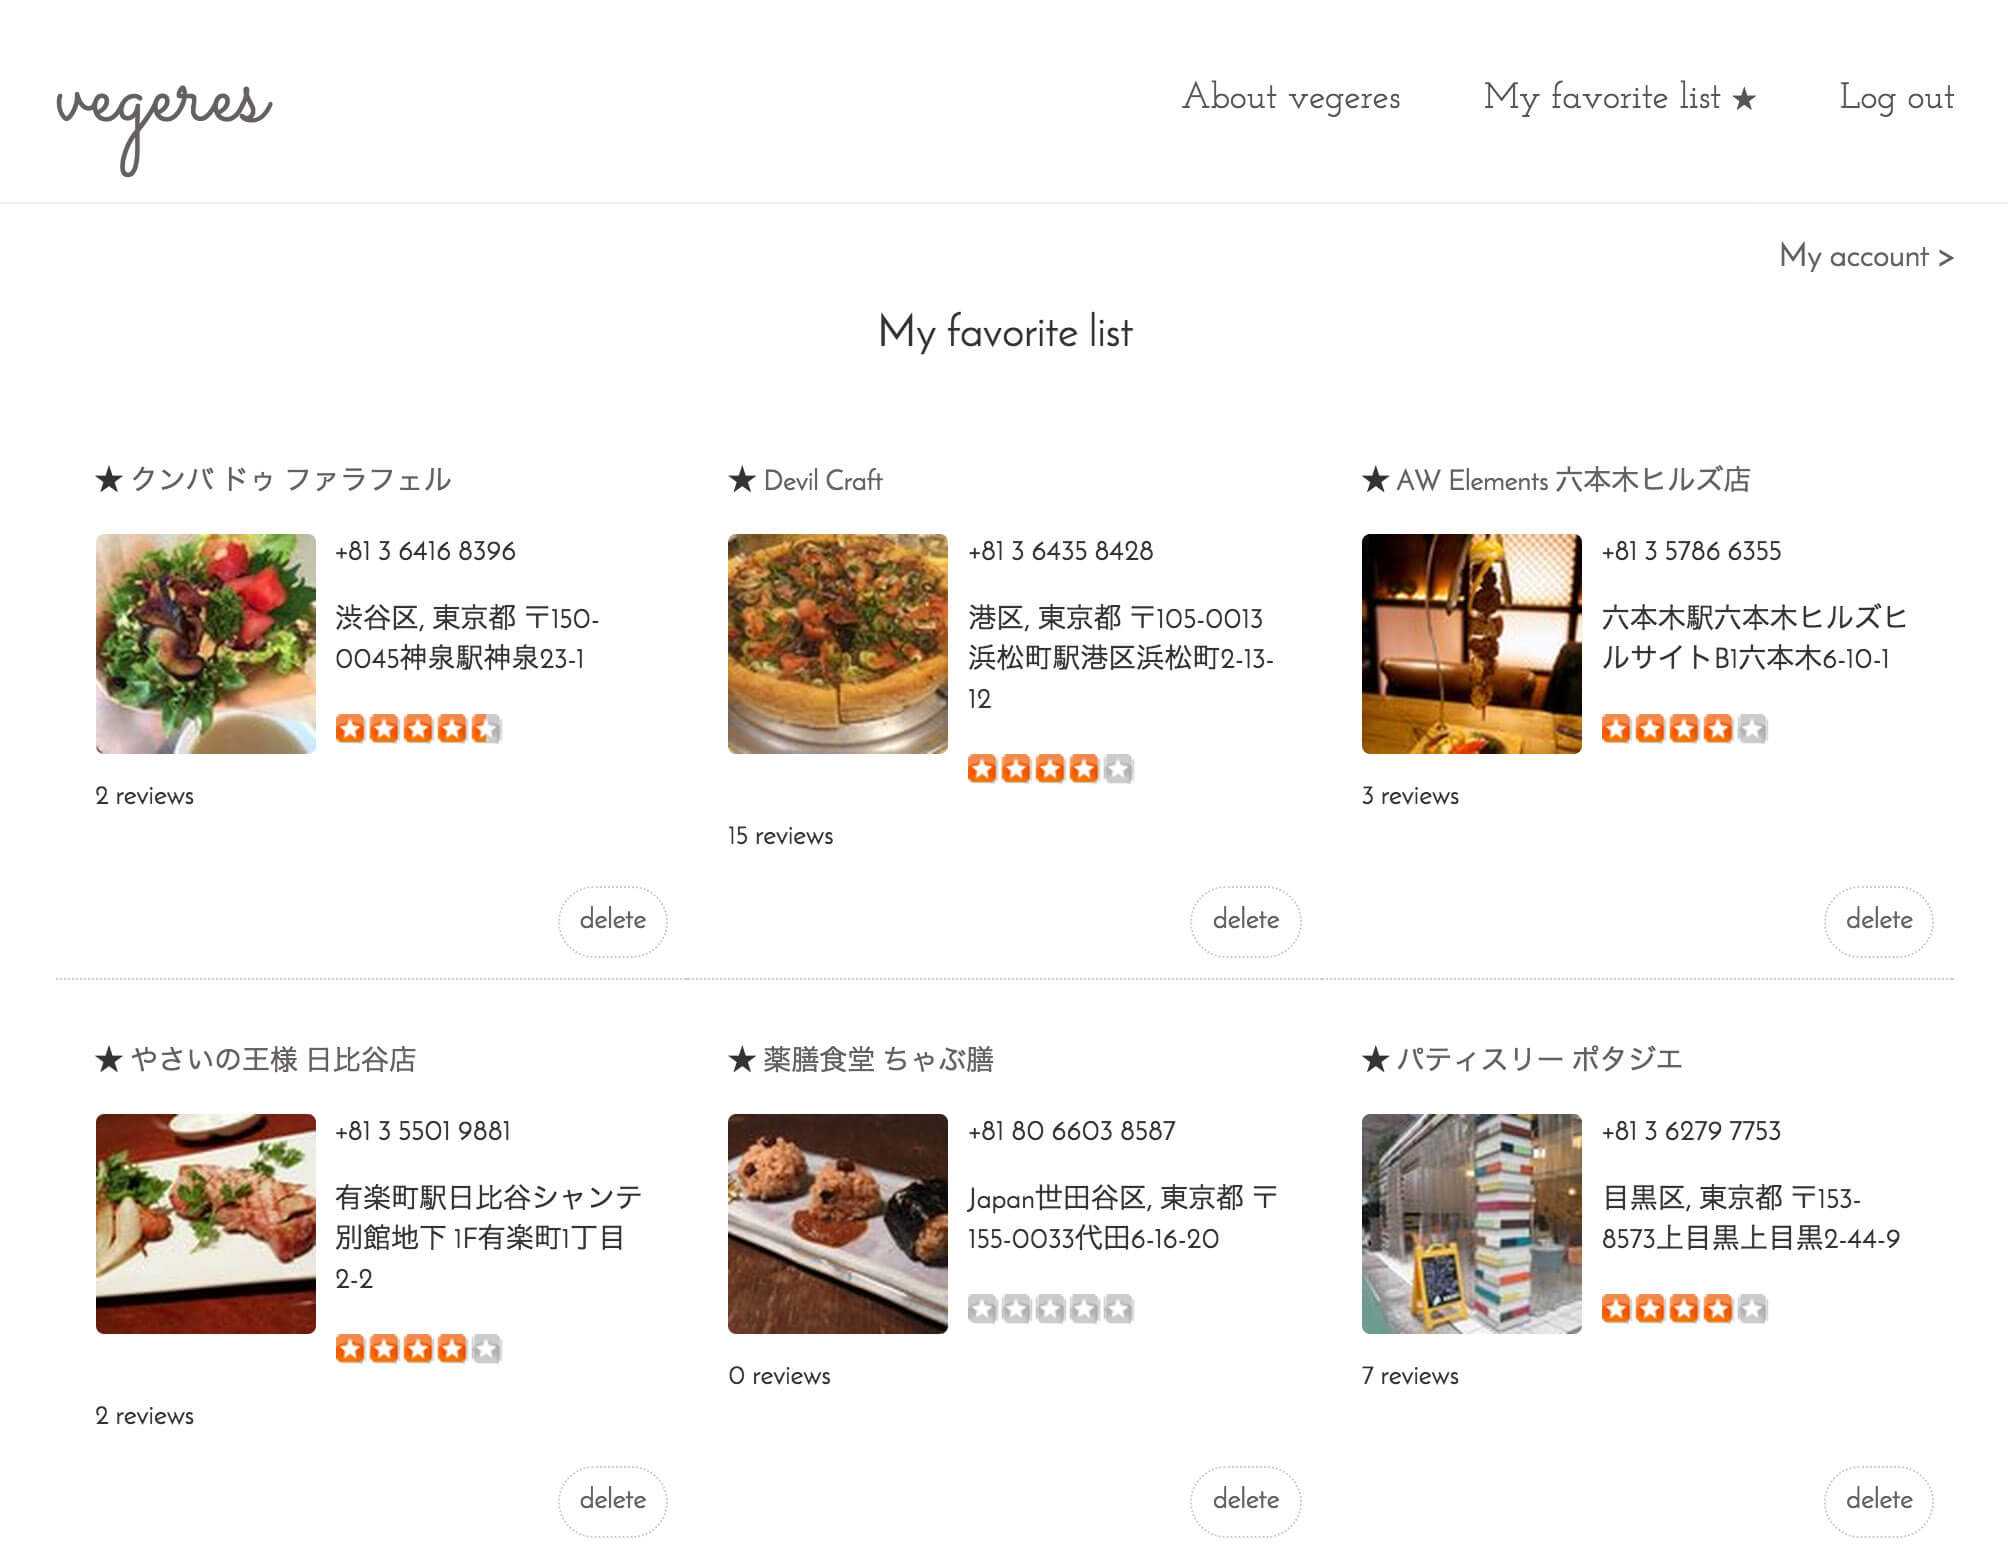 vegeres
About vegeres
My favorite list ★
Log out
My account >
My favorite list
★ クンバ ドゥ ファラフェル
+81 3 6416 8396
渋谷区, 東京都 〒150-
0045神泉駅神泉23-1
2 reviews
delete
★ Devil Craft
+81 3 6435 8428
港区, 東京都 〒105-0013
浜松町駅港区浜松町2-13-
12
15 reviews
delete
★ AW Elements 六本木ヒルズ店
+81 3 5786 6355
六本木駅六本木ヒルズヒ
ルサイトB1六本木6-10-1
3 reviews
delete
★ やさいの王様 日比谷店
+81 3 5501 9881
有楽町駅日比谷シャンテ
別館地下 1F有楽町1丁目
2-2
2 reviews
delete
★ 薬膳食堂 ちゃぶ膳
+81 80 6603 8587
Japan世田谷区, 東京都 〒
155-0033代田6-16-20
0 reviews
delete
★ パティスリー ポタジエ
+81 3 6279 7753
目黒区, 東京都 〒153-
8573上目黒上目黒2-44-9
7 reviews
delete